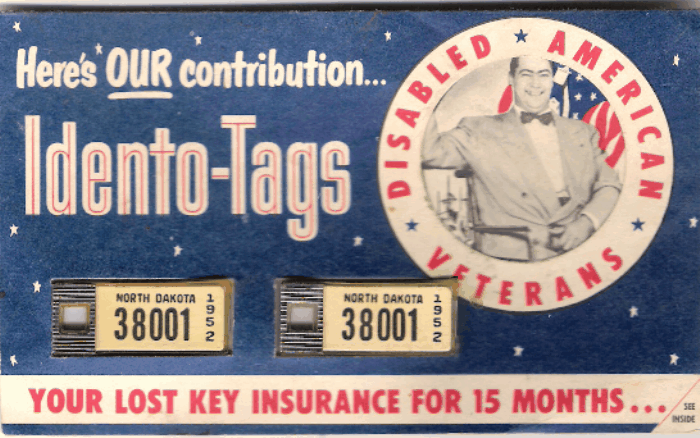 Here's OUR contribution...
Idento-Tags
DISABLED AMERICAN VETERANS
NORTH DAKOTA 1952
38001
NORTH DAKOTA 1952
38001
YOUR LOST KEY INSURANCE FOR 15 MONTHS...
SEE
INSIDE